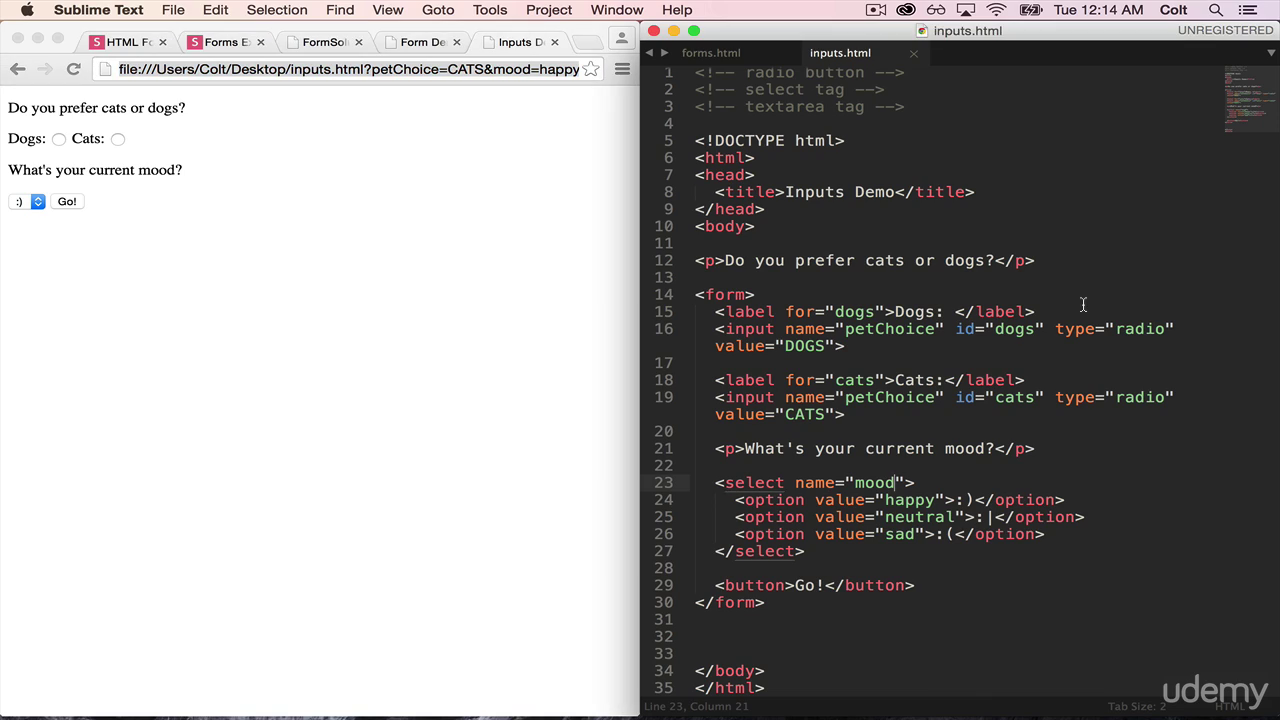 Sublime Text File Edit Selection Find View Goto Tools Project Window Help Tue 12:14 AM Colt
HTML Fo Forms Ex FormSol Form De Inputs D
file:///Users/Colt/Desktop/inputs.html?petChoice=CATS&mood=happy
Do you prefer cats or dogs?
Dogs: Cats:
What's your current mood?
:) Go!
inputs.html UNREGISTERED
forms.html inputs.html
1 <!-- radio button -->
2 <!-- select tag -->
3 <!-- textarea tag -->
4
5 <!DOCTYPE html>
6 <html>
7 <head>
8 <title>Inputs Demo</title>
9 </head>
10 <body>
11
12 <p>Do you prefer cats or dogs?</p>
13
14 <form>
15 <label for="dogs">Dogs: </label>
16 <input name="petChoice" id="dogs" type="radio"
value="DOGS">
17
18 <label for="cats">Cats:</label>
19 <input name="petChoice" id="cats" type="radio"
value="CATS">
20
21 <p>What's your current mood?</p>
22
23 <select name="mood">
24 <option value="happy">:)</option>
25 <option value="neutral">:|</option>
26 <option value="sad">:(</option>
27 </select>
28
29 <button>Go!</button>
30 </form>
31
32
33
34 </body>
35 </html>
Line 23, Column 21 Tab Size: 2 HTML
udemy